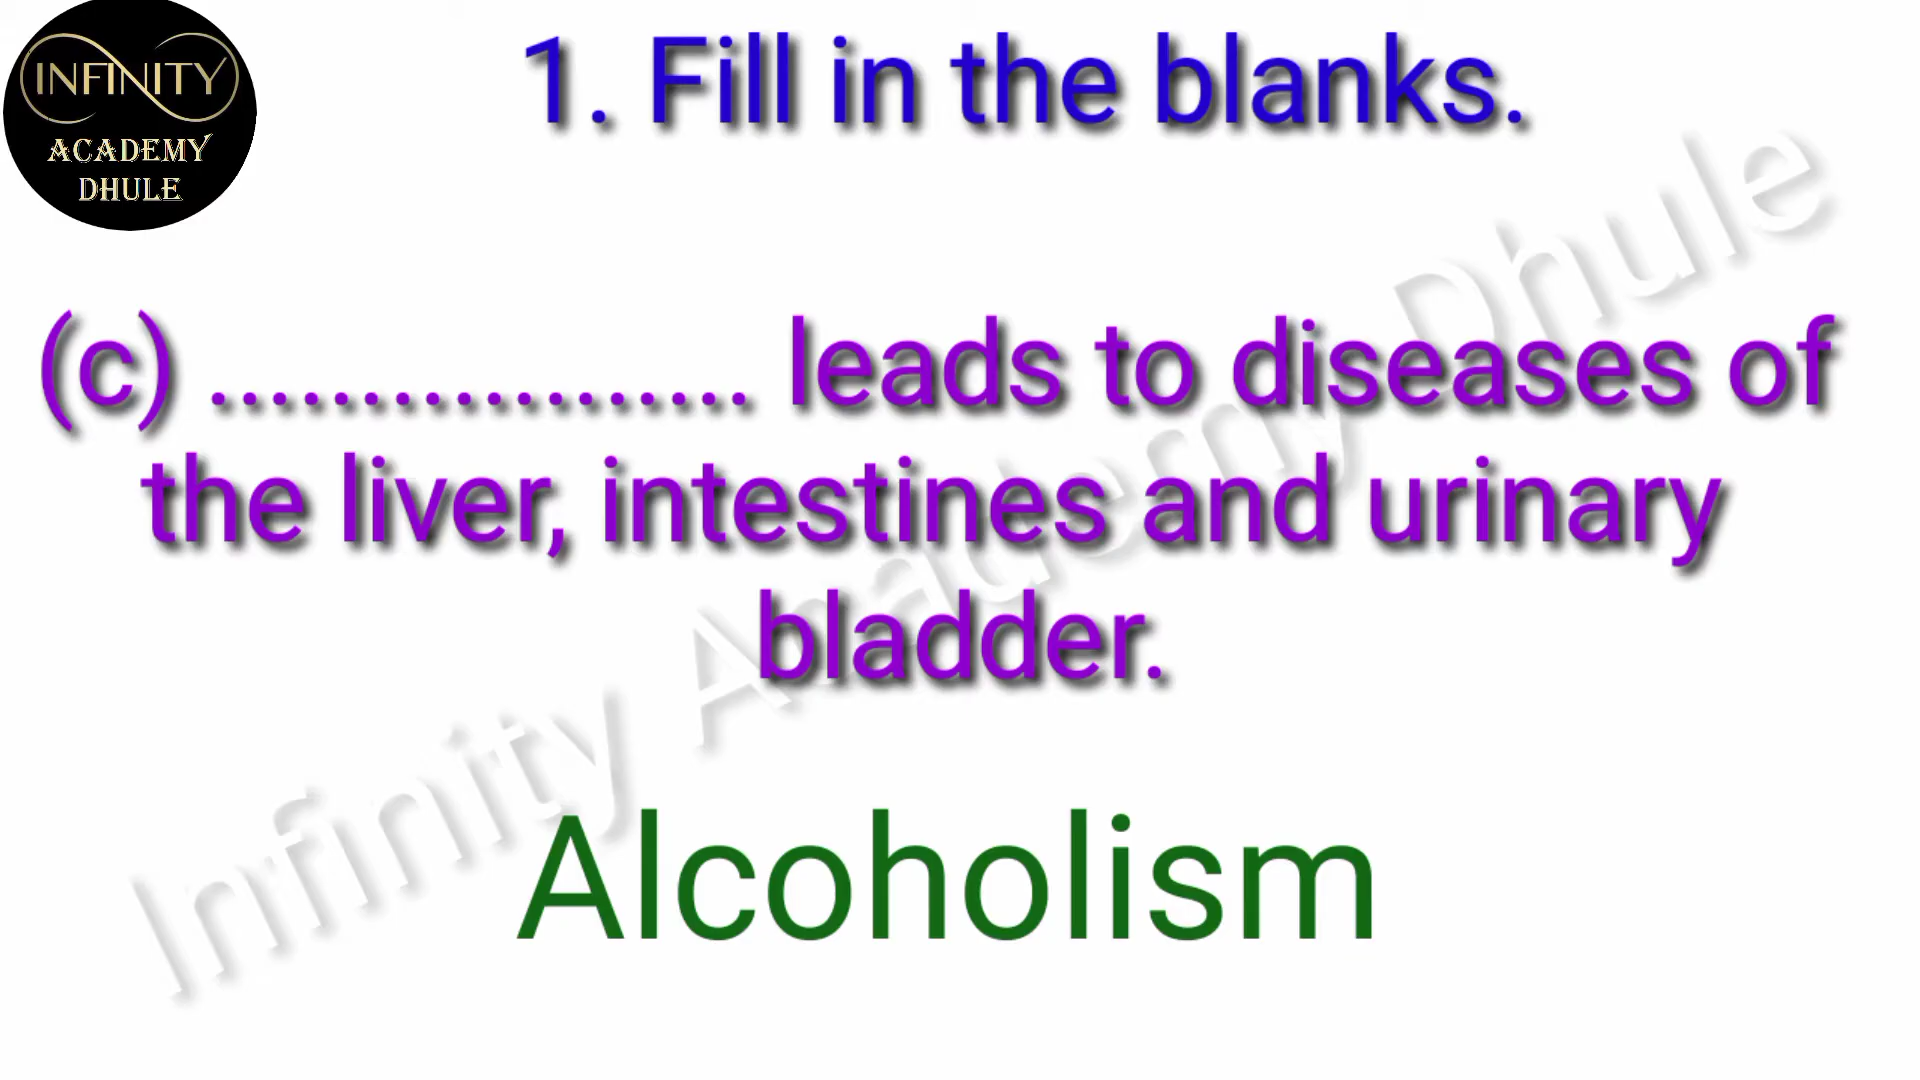 INFINITY
ACADEMY
DHULE
1. Fill in the blanks.
(c) .................. leads to diseases of
the liver, intestines and urinary
bladder.
Alcoholism
Infinity Academy Dhule